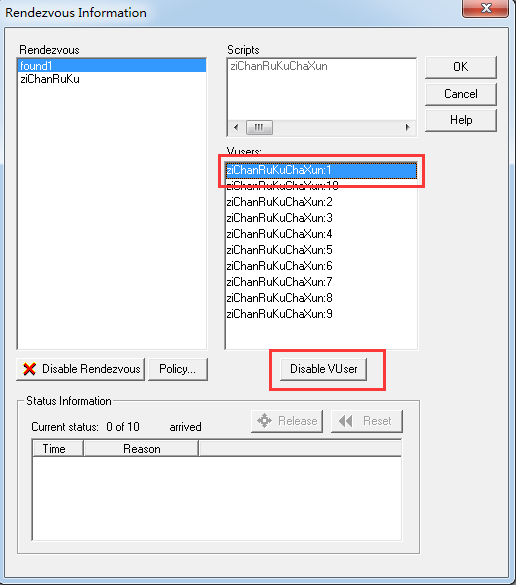 Rendezvous Information
Rendezvous
found1
ziChanRuKu
Scripts
ziChanRuKuChaXun
OK
Cancel
Help
Vusers:
ziChanRuKuChaXun:1
ziChanRuKuChaXun:10
ziChanRuKuChaXun:2
ziChanRuKuChaXun:3
ziChanRuKuChaXun:4
ziChanRuKuChaXun:5
ziChanRuKuChaXun:6
ziChanRuKuChaXun:7
ziChanRuKuChaXun:8
ziChanRuKuChaXun:9
Disable Rendezvous
Policy...
Disable VUser
Status Information
Current status: 0 of 10 arrived
Release
Reset
Time Reason